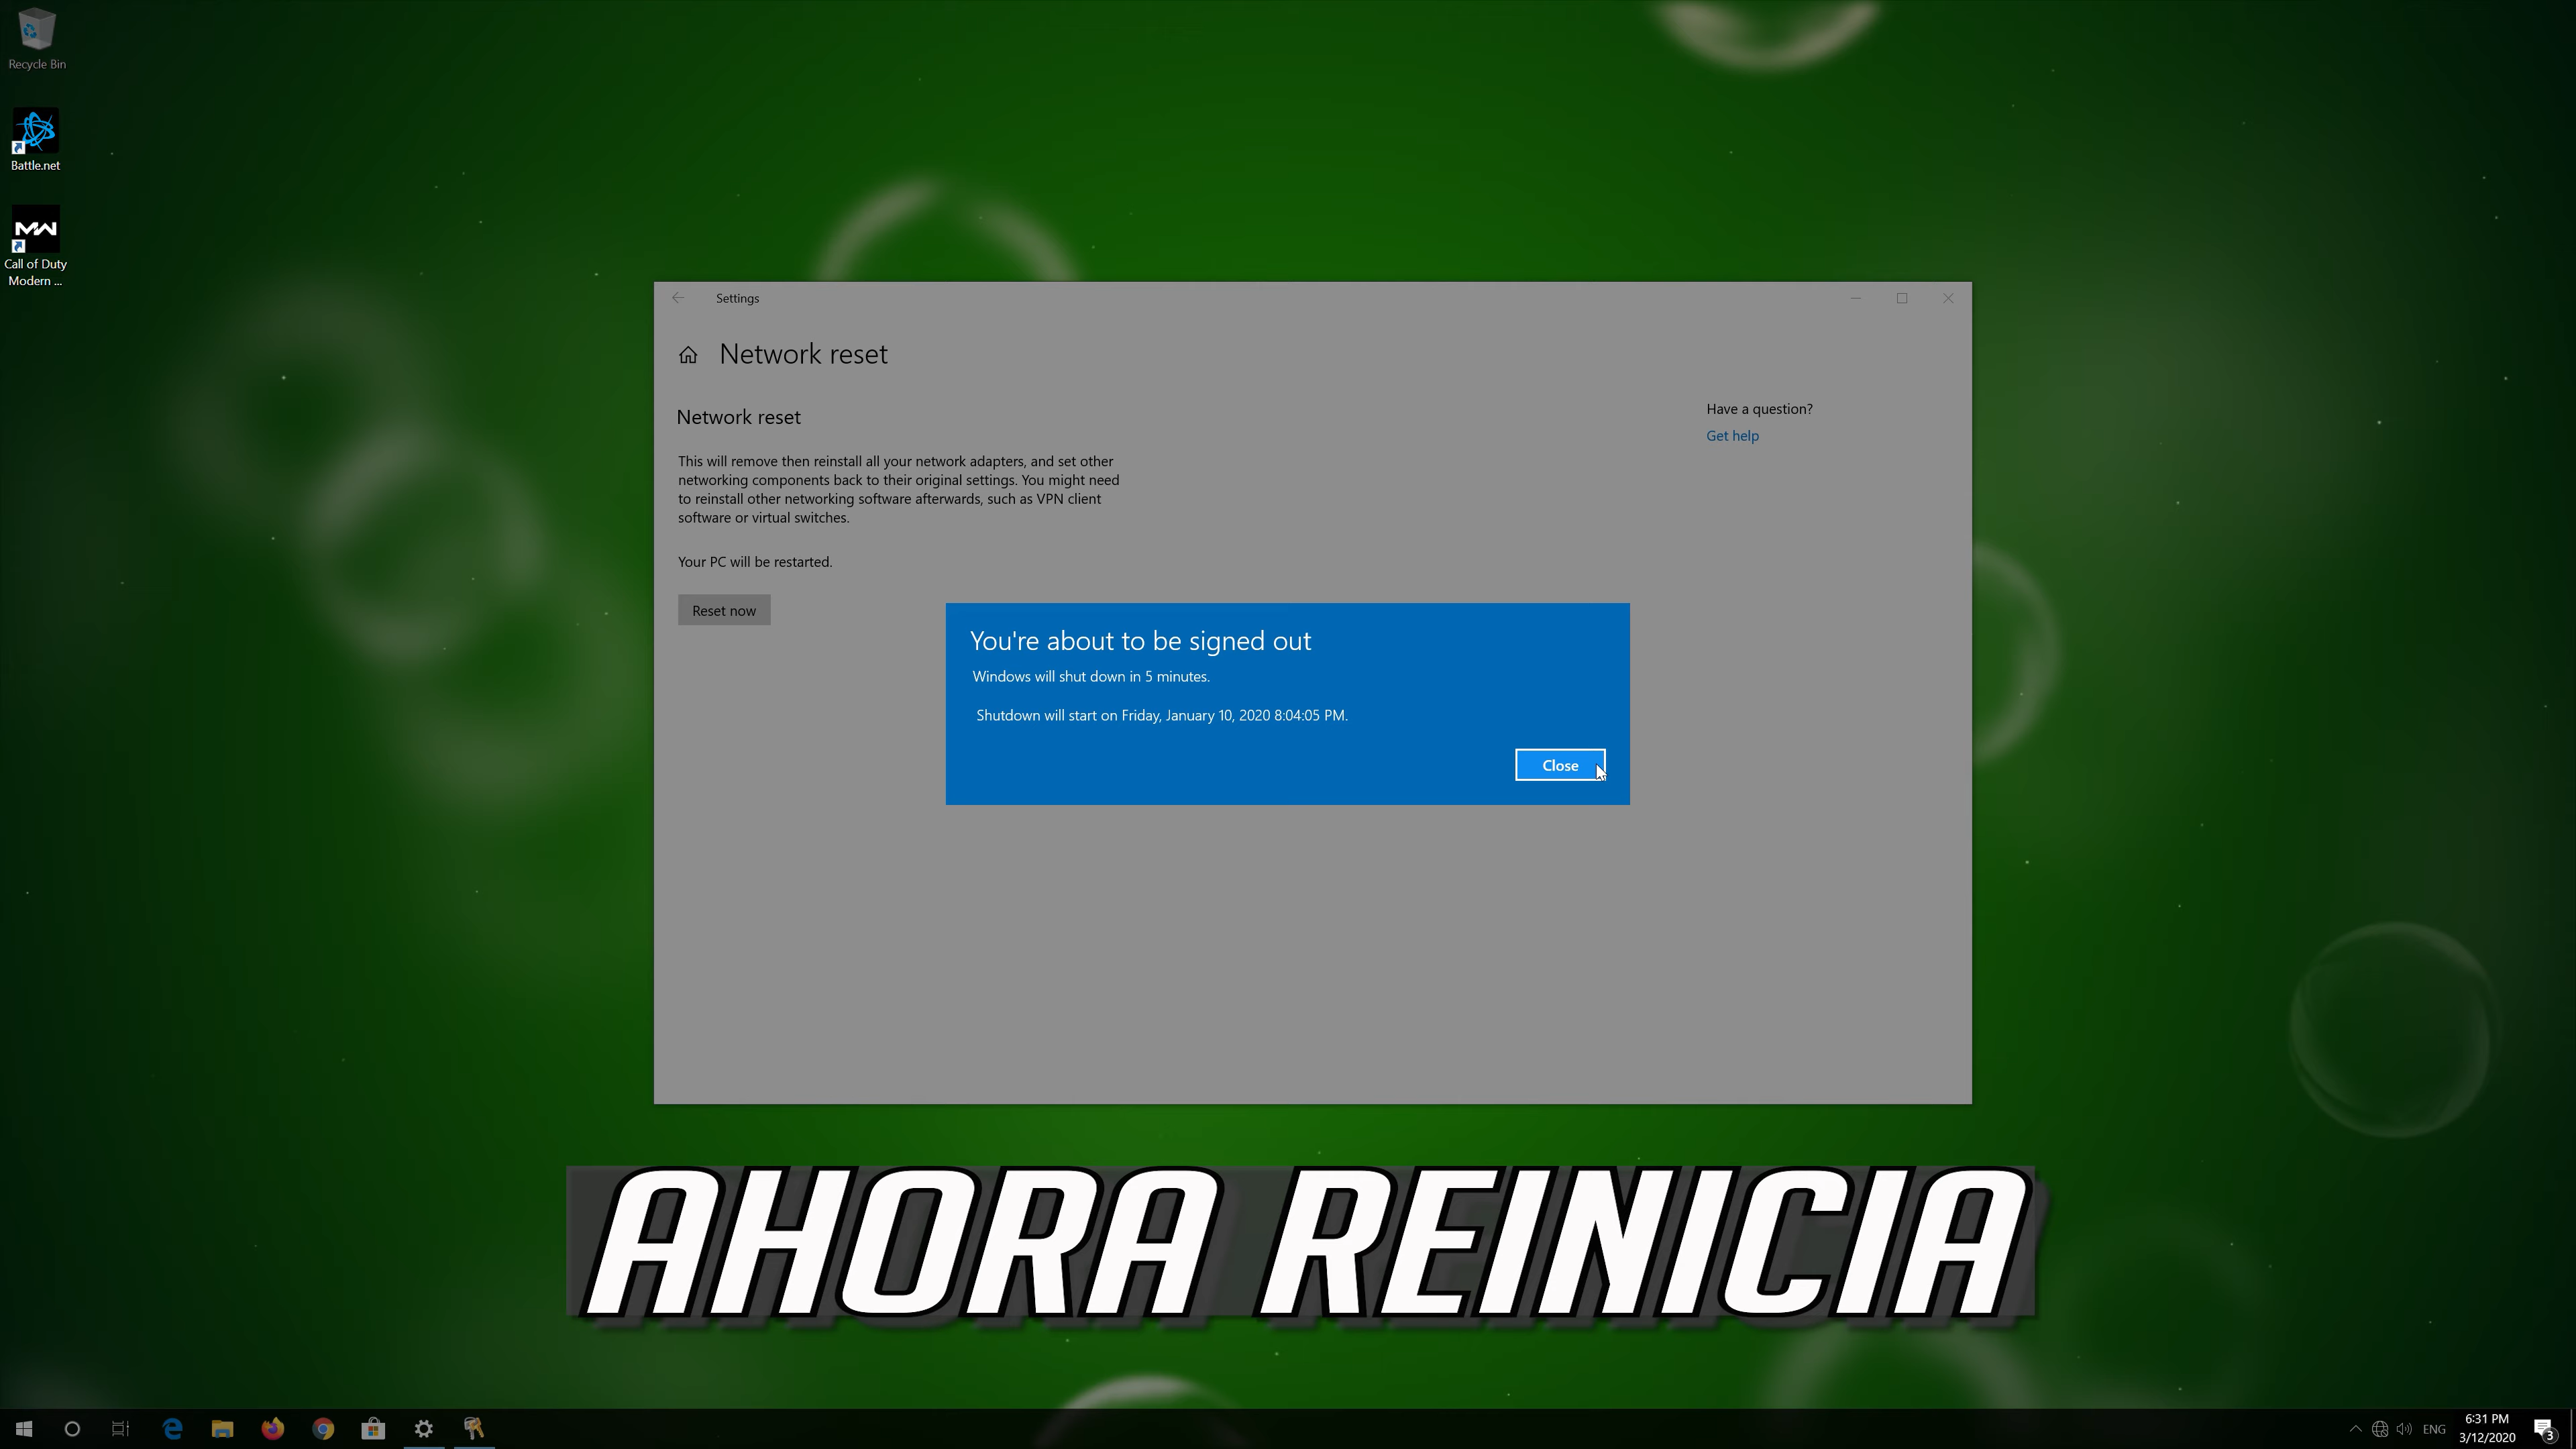 Recycle Bin
Battle.net
MW
Call of Duty
Modern ...
Settings
Network reset
Network reset
This will remove then reinstall all your network adapters, and set other
networking components back to their original settings. You might need
to reinstall other networking software afterwards, such as VPN client
software or virtual switches.
Your PC will be restarted.
Reset now
Have a question?
Get help
You're about to be signed out
Windows will shut down in 5 minutes.
Shutdown will start on Friday, January 10, 2020 8:04:05 PM.
Close
AHORA REINICIA
ENG
6:31 PM
3/12/2020
3